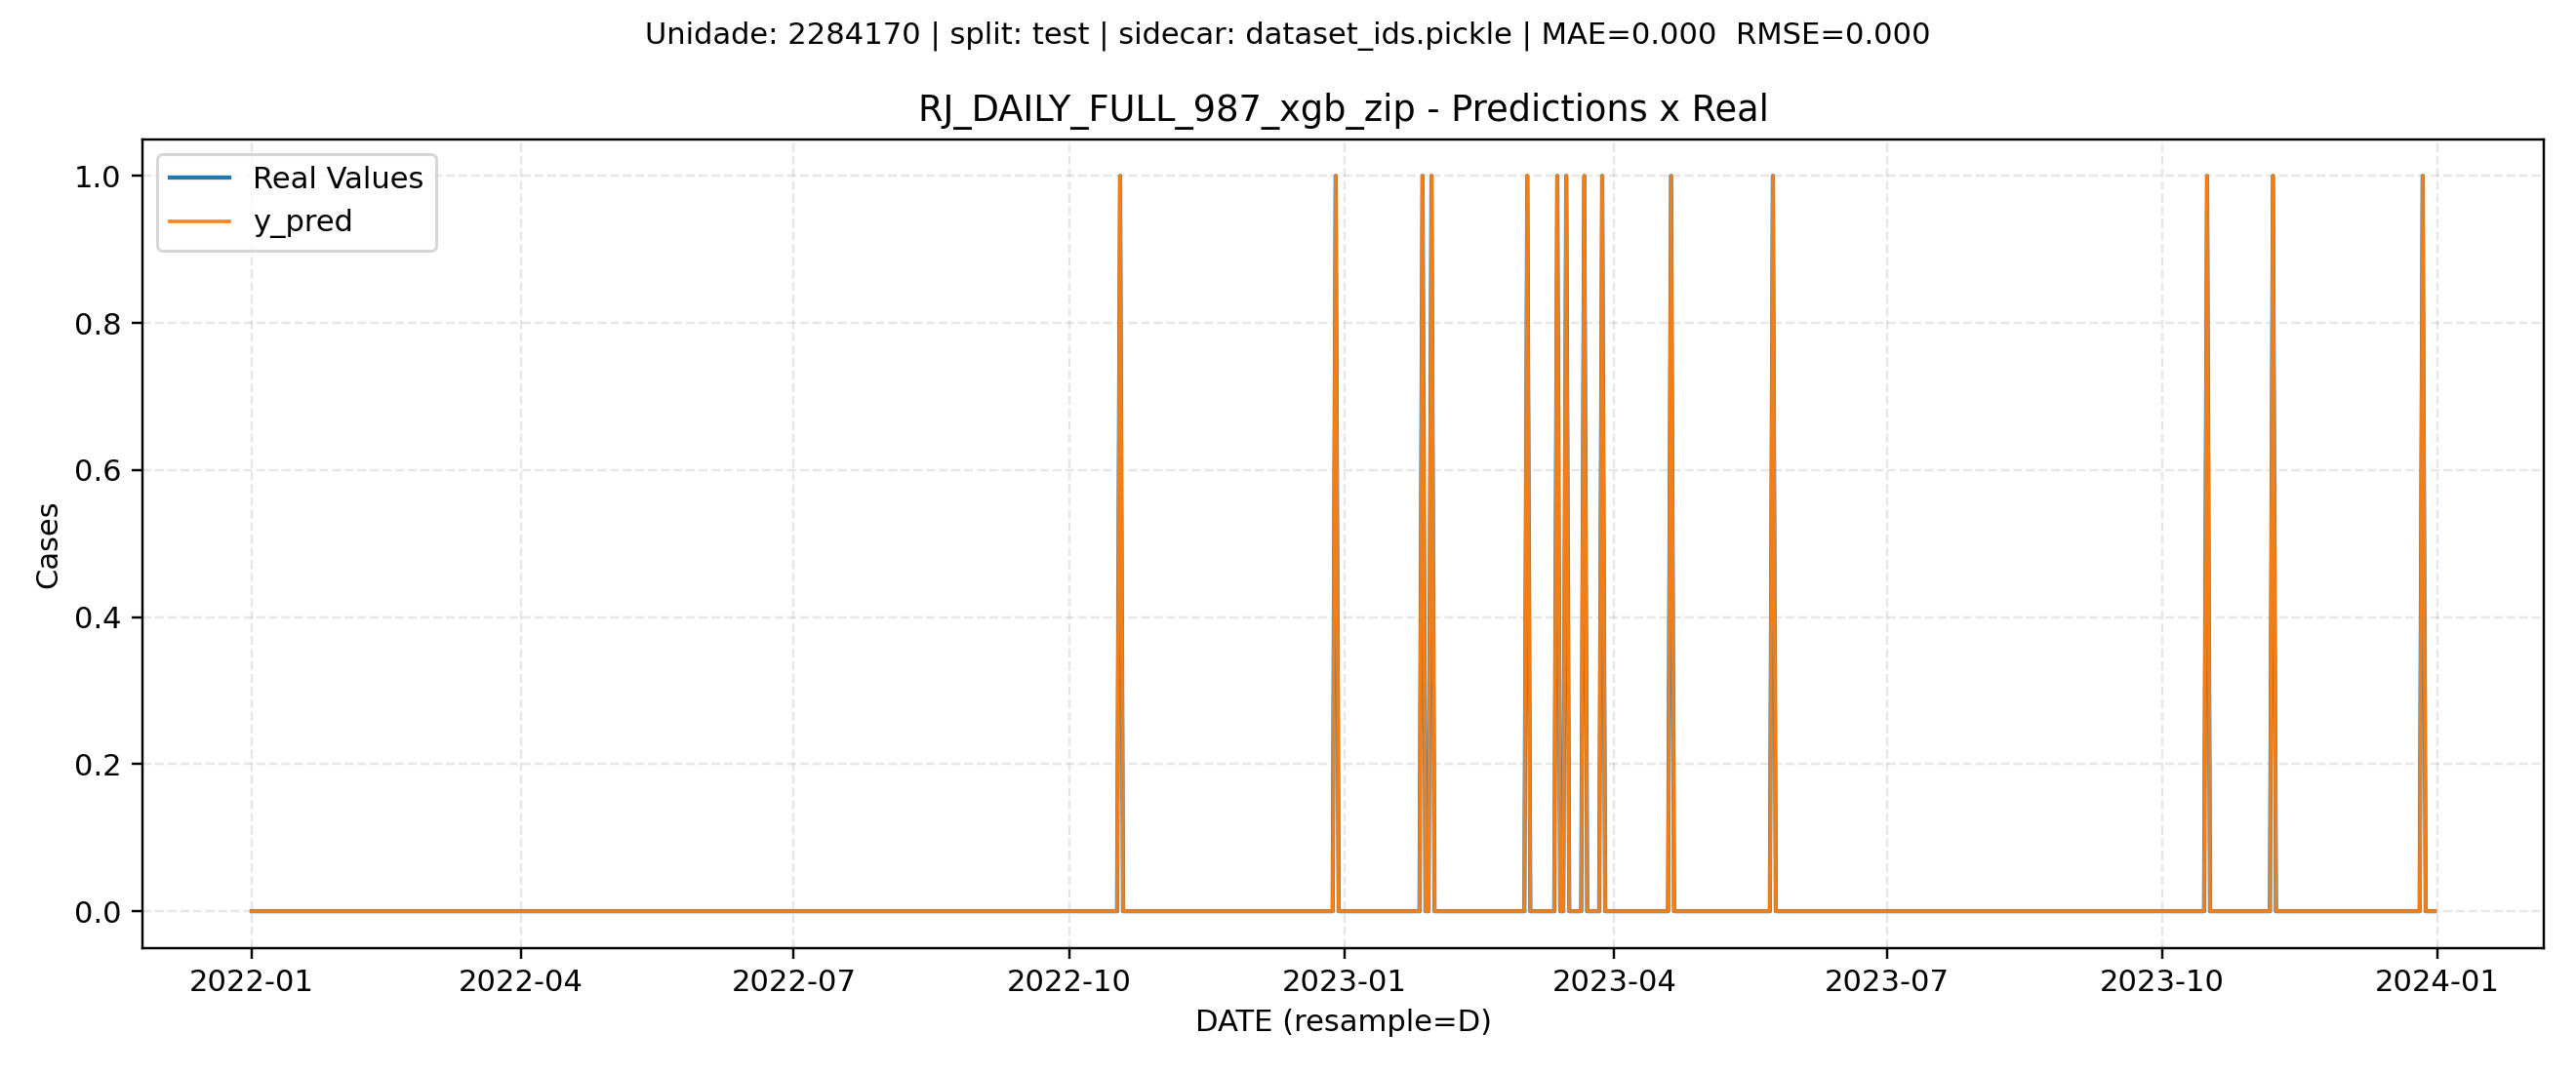 Unidade: 2284170 | split: test | sidecar: dataset_ids.pickle | MAE=0.000  RMSE=0.000
RJ_DAILY_FULL_987_xgb_zip - Predictions x Real
Real Values
y_pred
1.0
0.8
0.6
0.4
0.2
0.0
Cases
2022-01
2022-04
2022-07
2022-10
2023-01
2023-04
2023-07
2023-10
2024-01
DATE (resample=D)